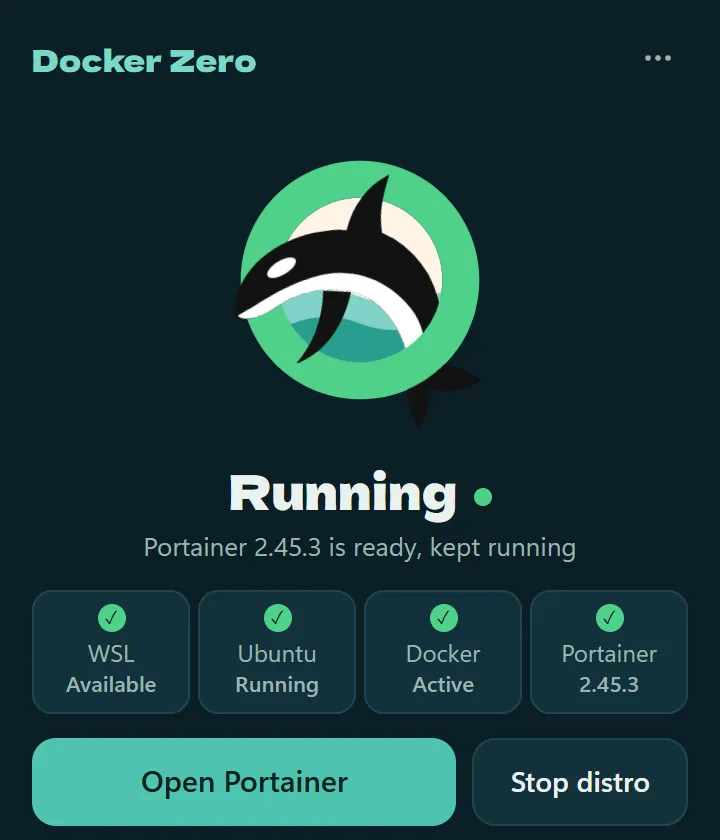 Docker Zero
Running
Portainer 2.45.3 is ready, kept running
WSL
Available
Ubuntu
Running
Docker
Active
Portainer
2.45.3
Open Portainer
Stop distro